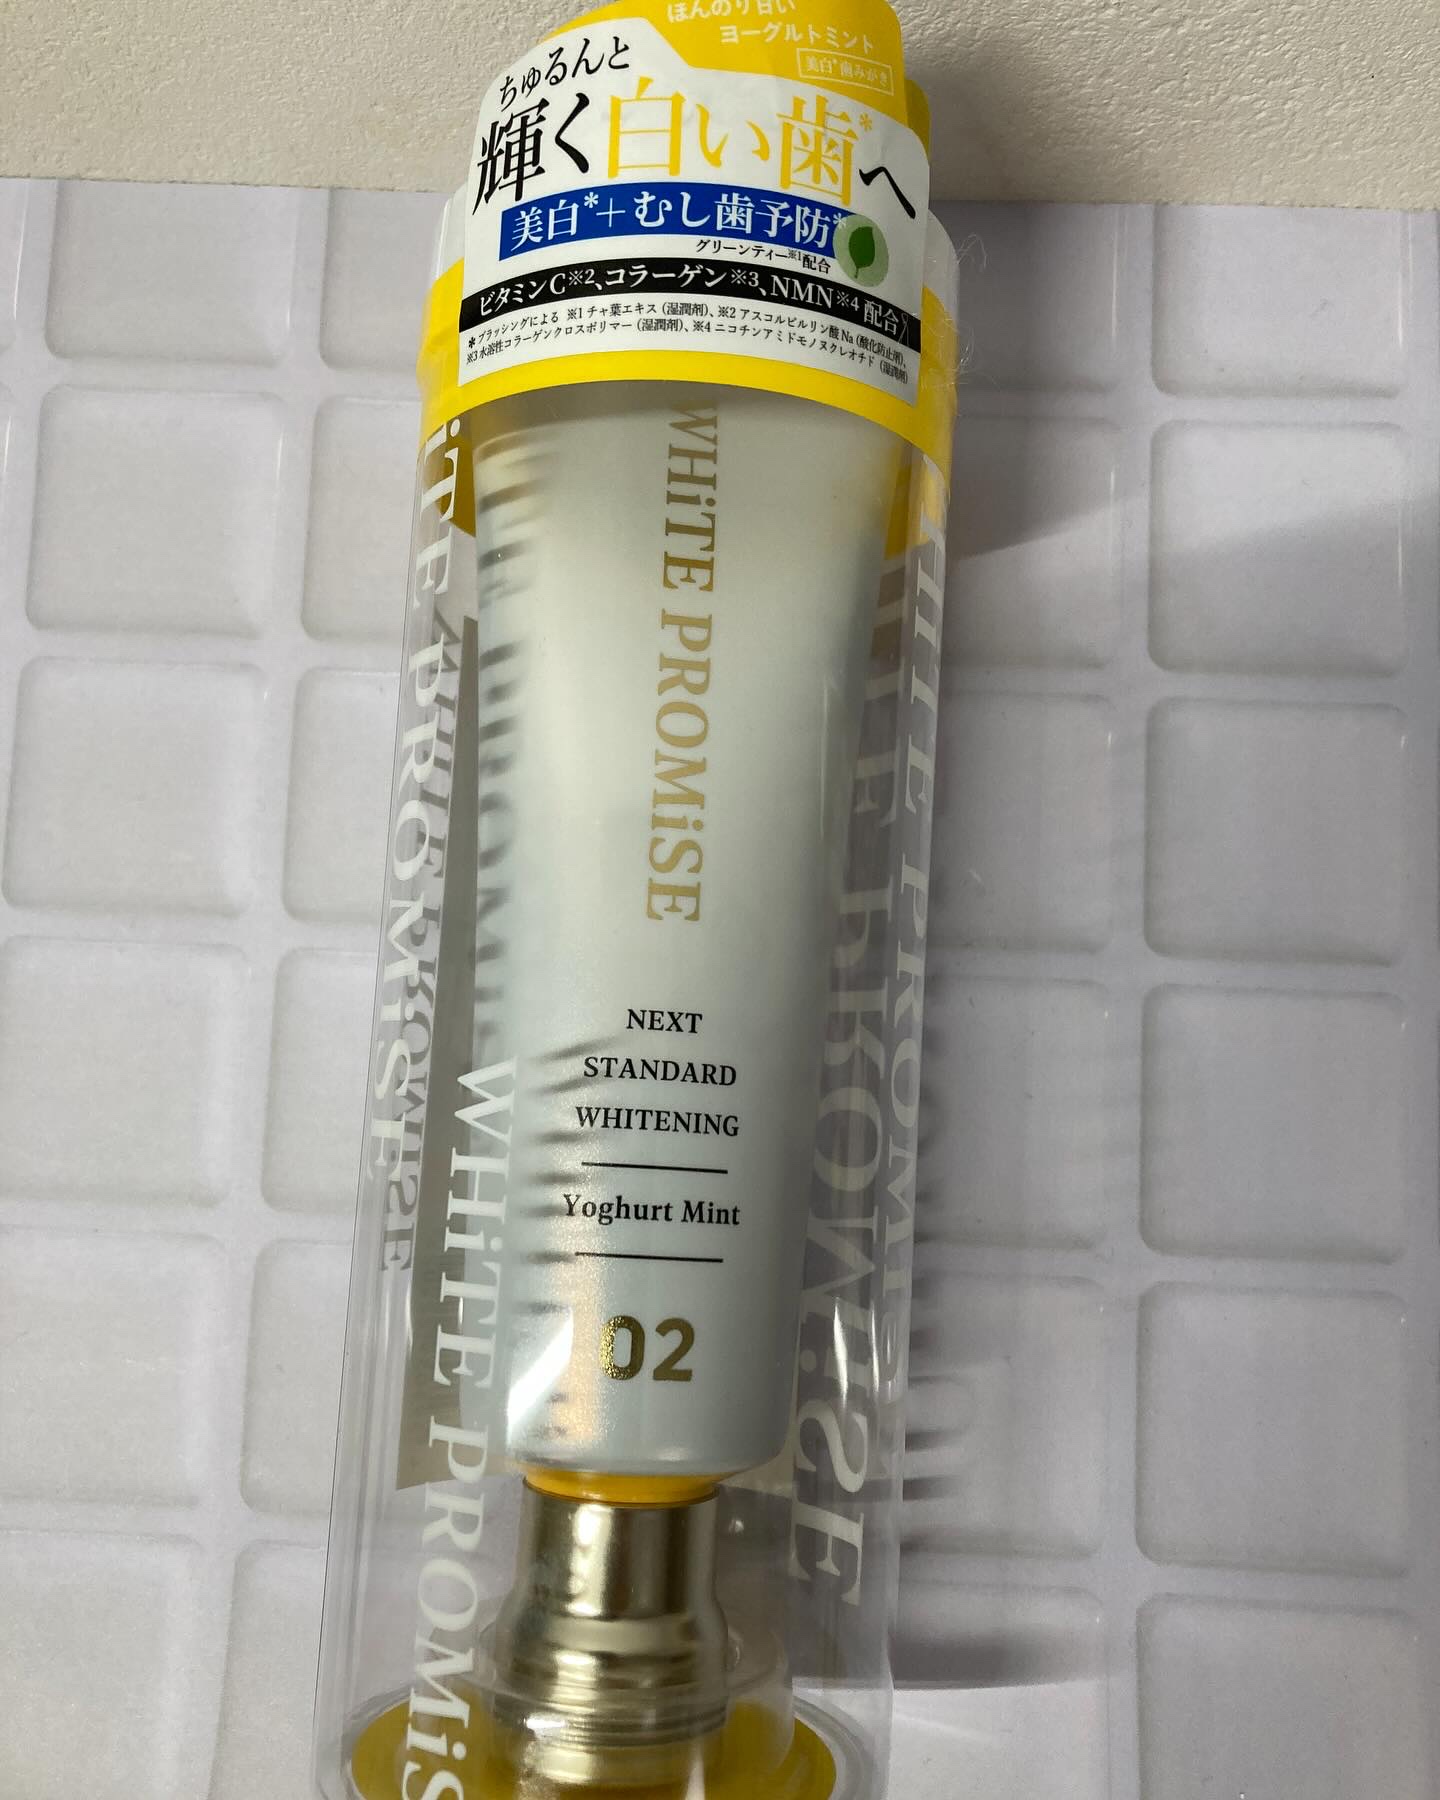 ほんのり甘い
ヨーグルトミント
美白*歯みがき
ちゅるんと
輝く白い歯*へ
美白*+むし歯予防*
グリーンティー※1配合
ビタミンC※2、コラーゲン※3、NMN※4 配合
*ブラッシングによる ※1 チャ葉エキス(湿潤剤)、※2 アスコルビルリン酸Na(酸化防止剤)、
※3 水溶性コラーゲンクロスポリマー(湿潤剤)、※4 ニコチンアミドモノヌクレオチド(湿潤剤)
WHiTE PROMiSE
NEXT
STANDARD
WHITENING
Yoghurt Mint
02
iTE PROMiSE
WHiTE PROMiS